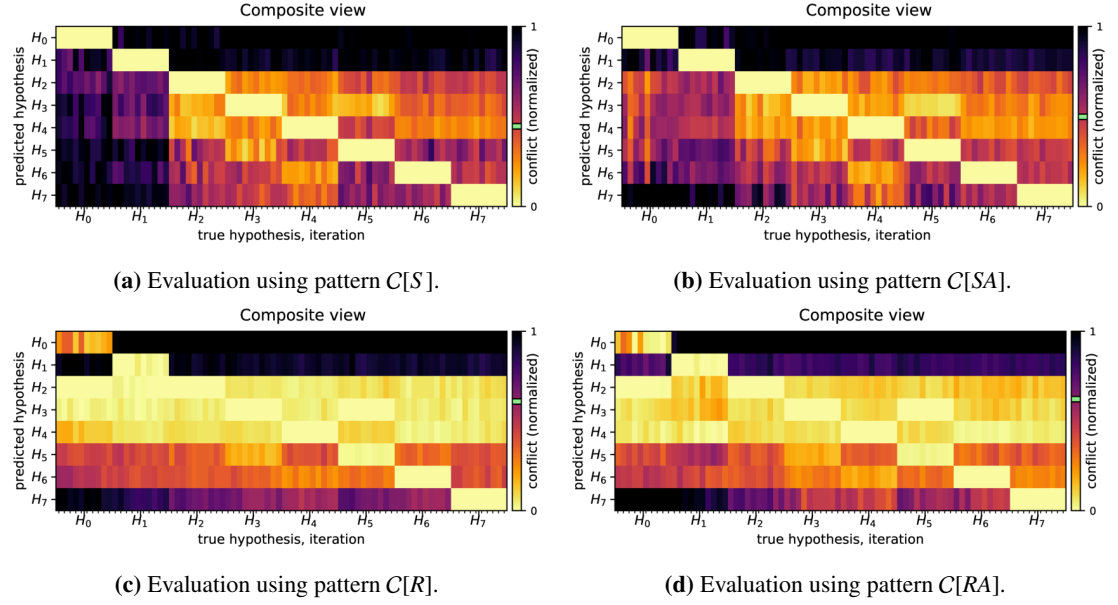 Composite view
predicted hypothesis
H₀
H₁
H₂
H₃
H₄
H₅
H₆
H₇
H₀ H₁ H₂ H₃ H₄ H₅ H₆ H₇
true hypothesis, iteration
1
0
conflict (normalized)
(a) Evaluation using pattern C[S].
Composite view
predicted hypothesis
H₀
H₁
H₂
H₃
H₄
H₅
H₆
H₇
H₀ H₁ H₂ H₃ H₄ H₅ H₆ H₇
true hypothesis, iteration
1
0
conflict (normalized)
(b) Evaluation using pattern C[SA].
Composite view
predicted hypothesis
H₀
H₁
H₂
H₃
H₄
H₅
H₆
H₇
H₀ H₁ H₂ H₃ H₄ H₅ H₆ H₇
true hypothesis, iteration
1
0
conflict (normalized)
(c) Evaluation using pattern C[R].
Composite view
predicted hypothesis
H₀
H₁
H₂
H₃
H₄
H₅
H₆
H₇
H₀ H₁ H₂ H₃ H₄ H₅ H₆ H₇
true hypothesis, iteration
1
0
conflict (normalized)
(d) Evaluation using pattern C[RA].